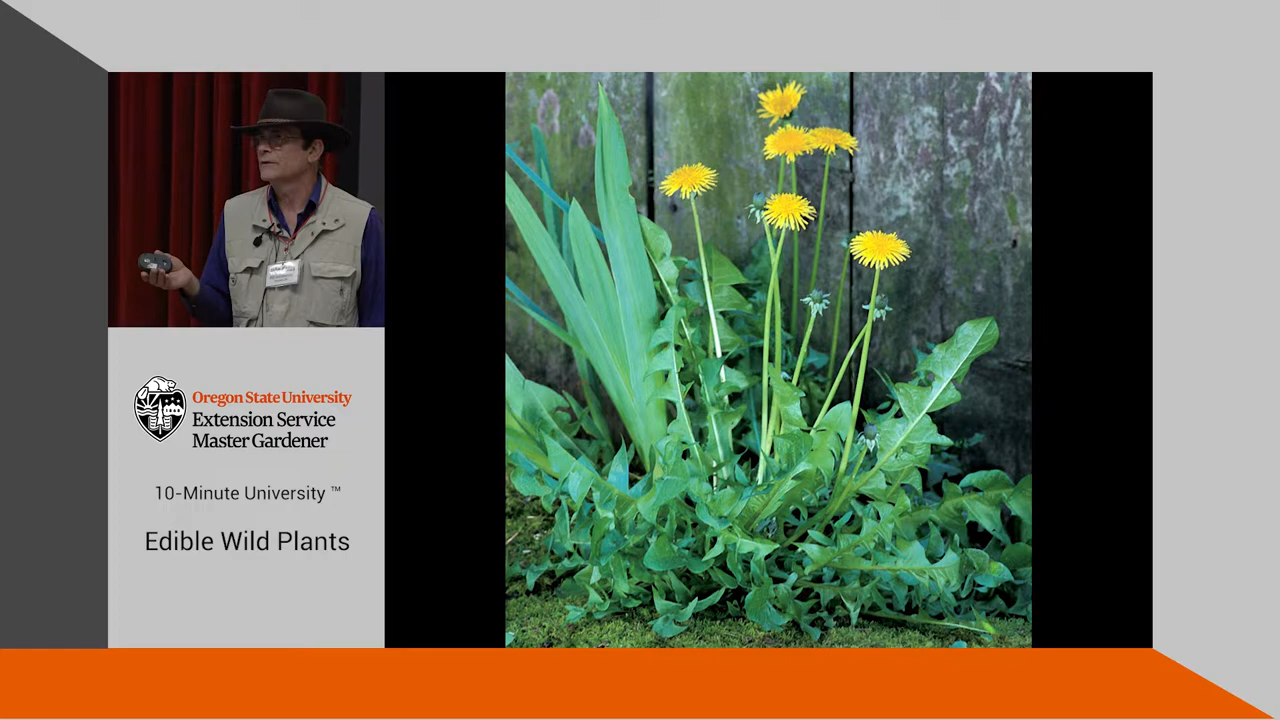 Oregon State University
Extension Service
Master Gardener
10-Minute University ™
Edible Wild Plants